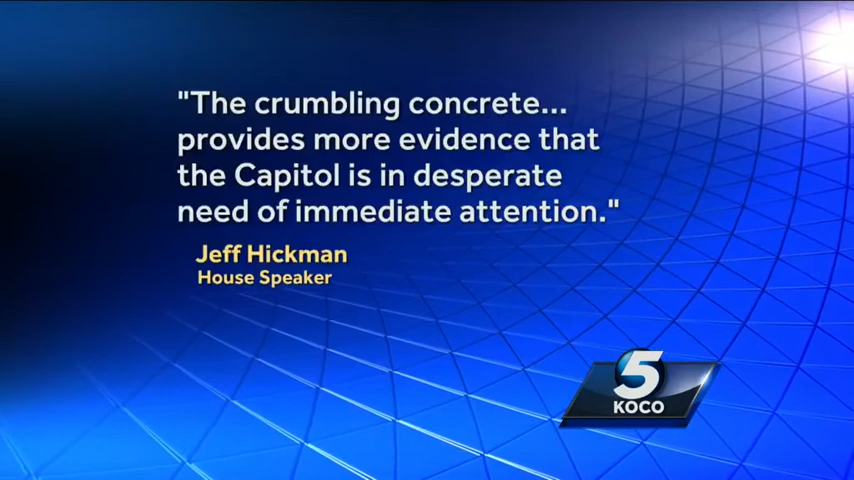 "The crumbling concrete...
provides more evidence that
the Capitol is in desperate
need of immediate attention."
Jeff Hickman
House Speaker
5
KOCO